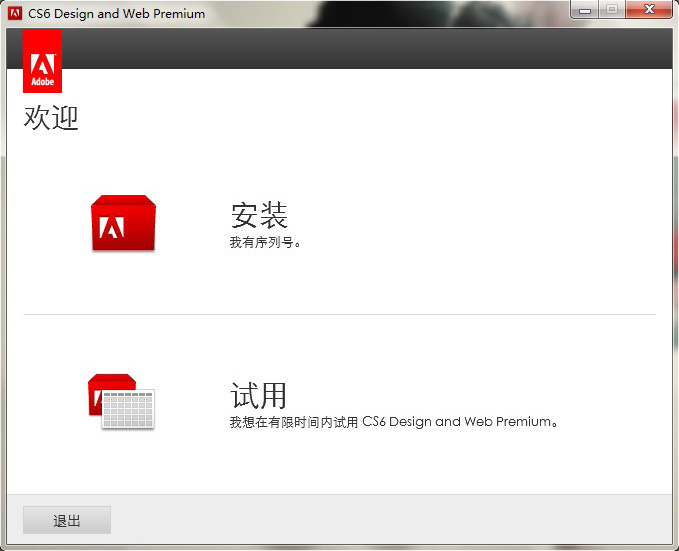 CS6 Design and Web Premium
Adobe
欢迎
安装
我有序列号。
试用
我想在有限时间内试用 CS6 Design and Web Premium。
退出